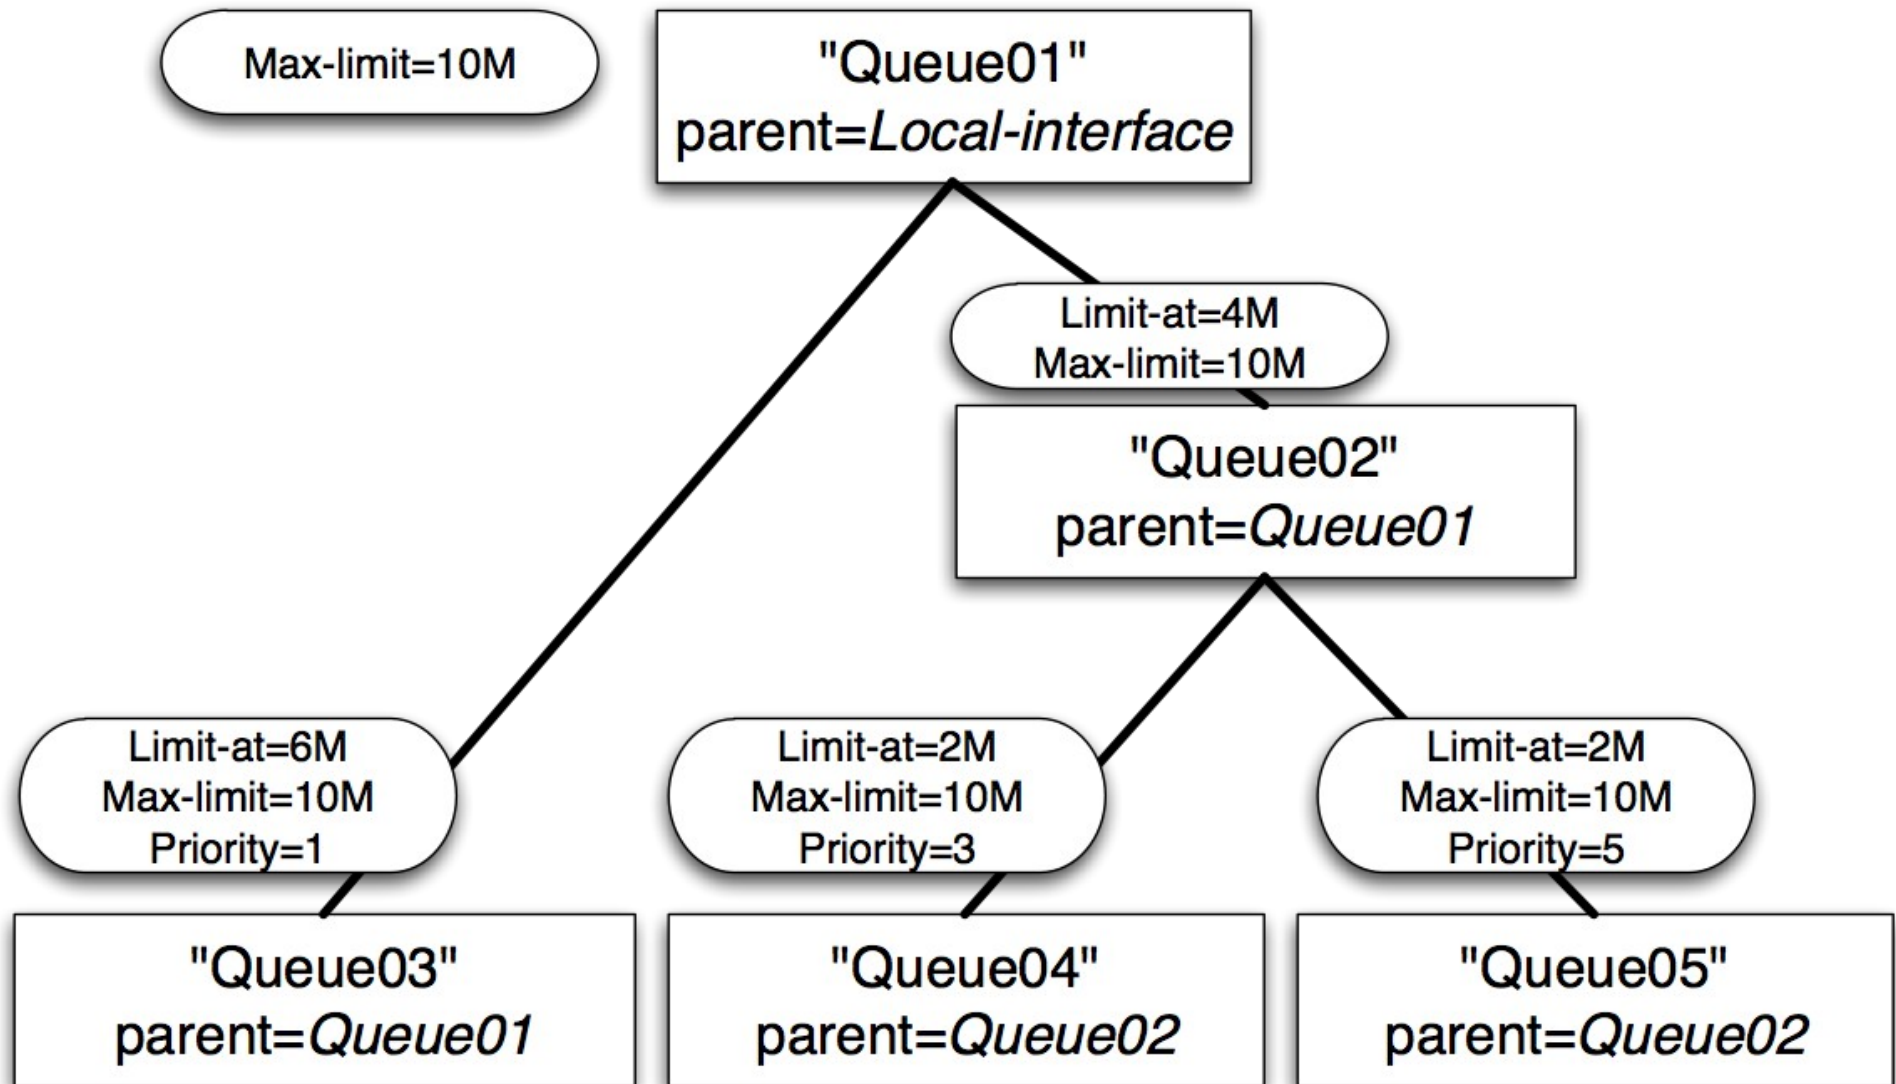 Max-limit=10M
"Queue01"
parent=Local-interface
Limit-at=4M
Max-limit=10M
"Queue02"
parent=Queue01
Limit-at=6M
Max-limit=10M
Priority=1
Limit-at=2M
Max-limit=10M
Priority=3
Limit-at=2M
Max-limit=10M
Priority=5
"Queue03"
parent=Queue01
"Queue04"
parent=Queue02
"Queue05"
parent=Queue02